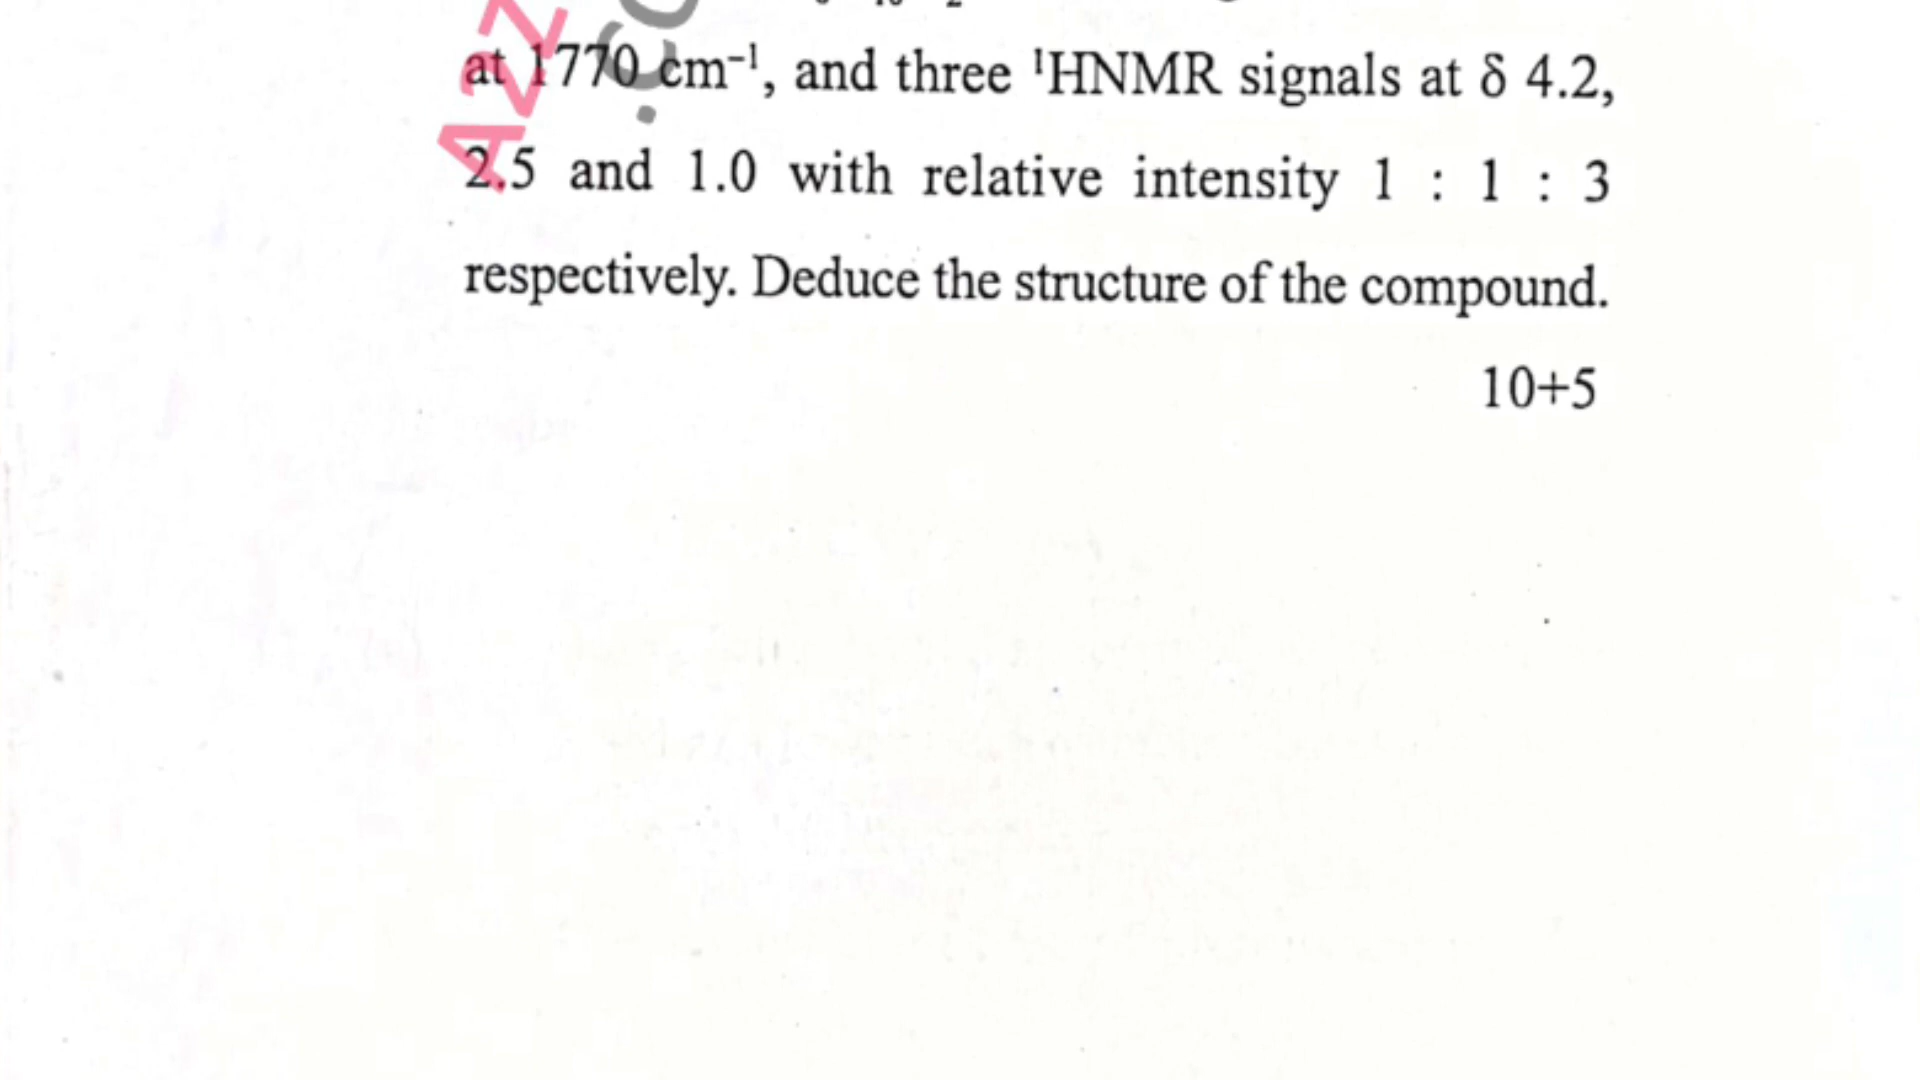 at 1770 cm⁻¹, and three ¹HNMR signals at δ 4.2,
2.5 and 1.0 with relative intensity 1 : 1 : 3
respectively. Deduce the structure of the compound.
10+5